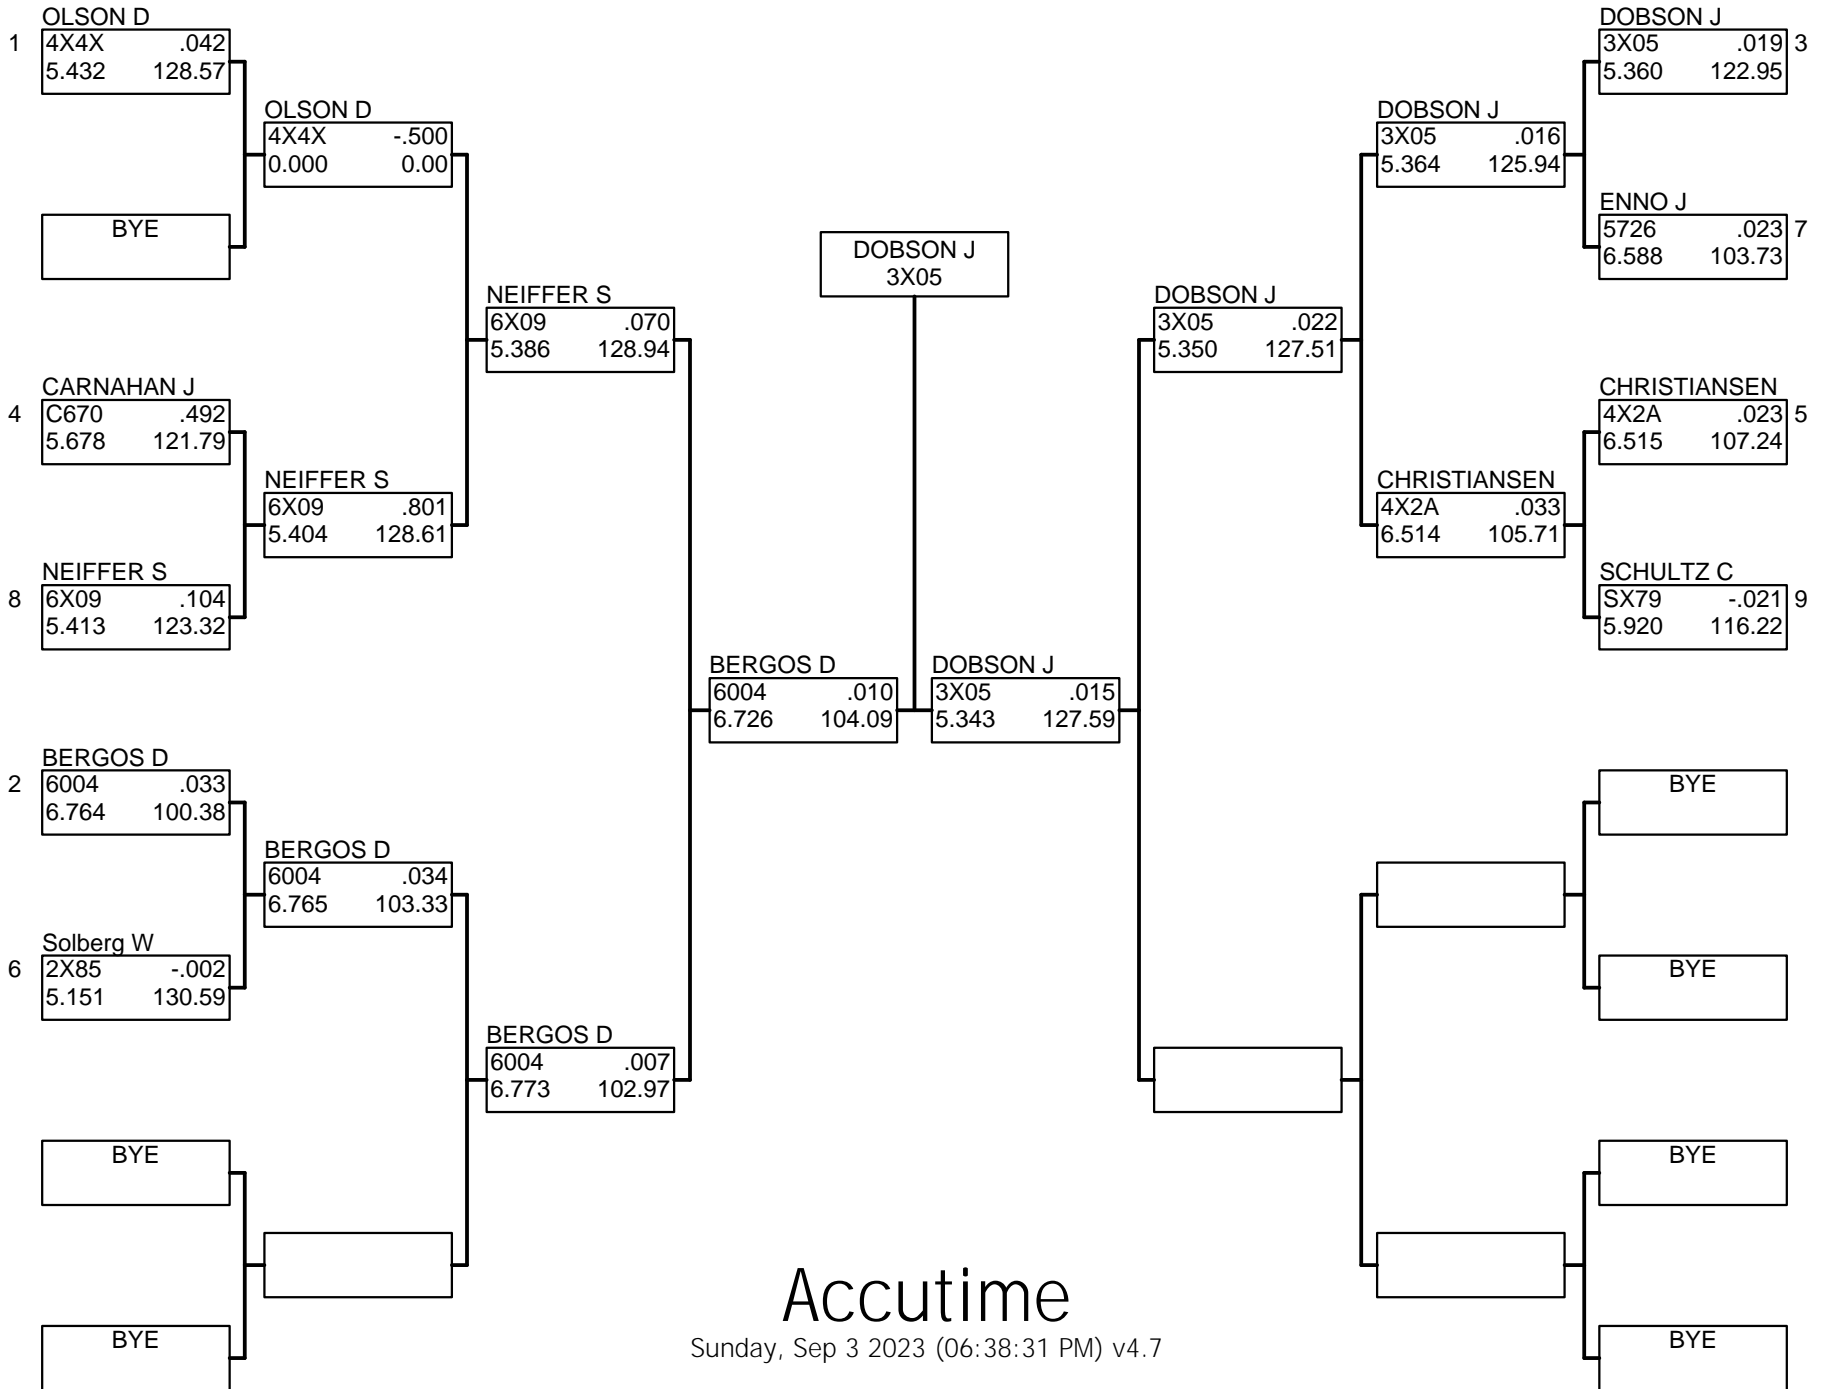 OLSON D
1 4X4X .042
5.432 128.57
BYE
CARNAHAN J
4 C670 .492
5.678 121.79
NEIFFER S
8 6X09 .104
5.413 123.32
BERGOS D
2 6004 .033
6.764 100.38
Solberg W
6 2X85 -.002
5.151 130.59
BYE
BYE
OLSON D
4X4X -.500
0.000 0.00
NEIFFER S
6X09 .801
5.404 128.61
BERGOS D
6004 .034
6.765 103.33
NEIFFER S
6X09 .070
5.386 128.94
BERGOS D
6004 .007
6.773 102.97
BERGOS D
6004 .010
6.726 104.09
DOBSON J
3X05
DOBSON J
3X05 .015
5.343 127.59
DOBSON J
3X05 .022
5.350 127.51
DOBSON J
3X05 .016
5.364 125.94
CHRISTIANSEN
4X2A .033
6.514 105.71
DOBSON J
3X05 .019 3
5.360 122.95
ENNO J
5726 .023 7
6.588 103.73
CHRISTIANSEN
4X2A .023 5
6.515 107.24
SCHULTZ C
SX79 -.021 9
5.920 116.22
BYE
BYE
BYE
BYE
Accutime
Sunday, Sep 3 2023 (06:38:31 PM) v4.7